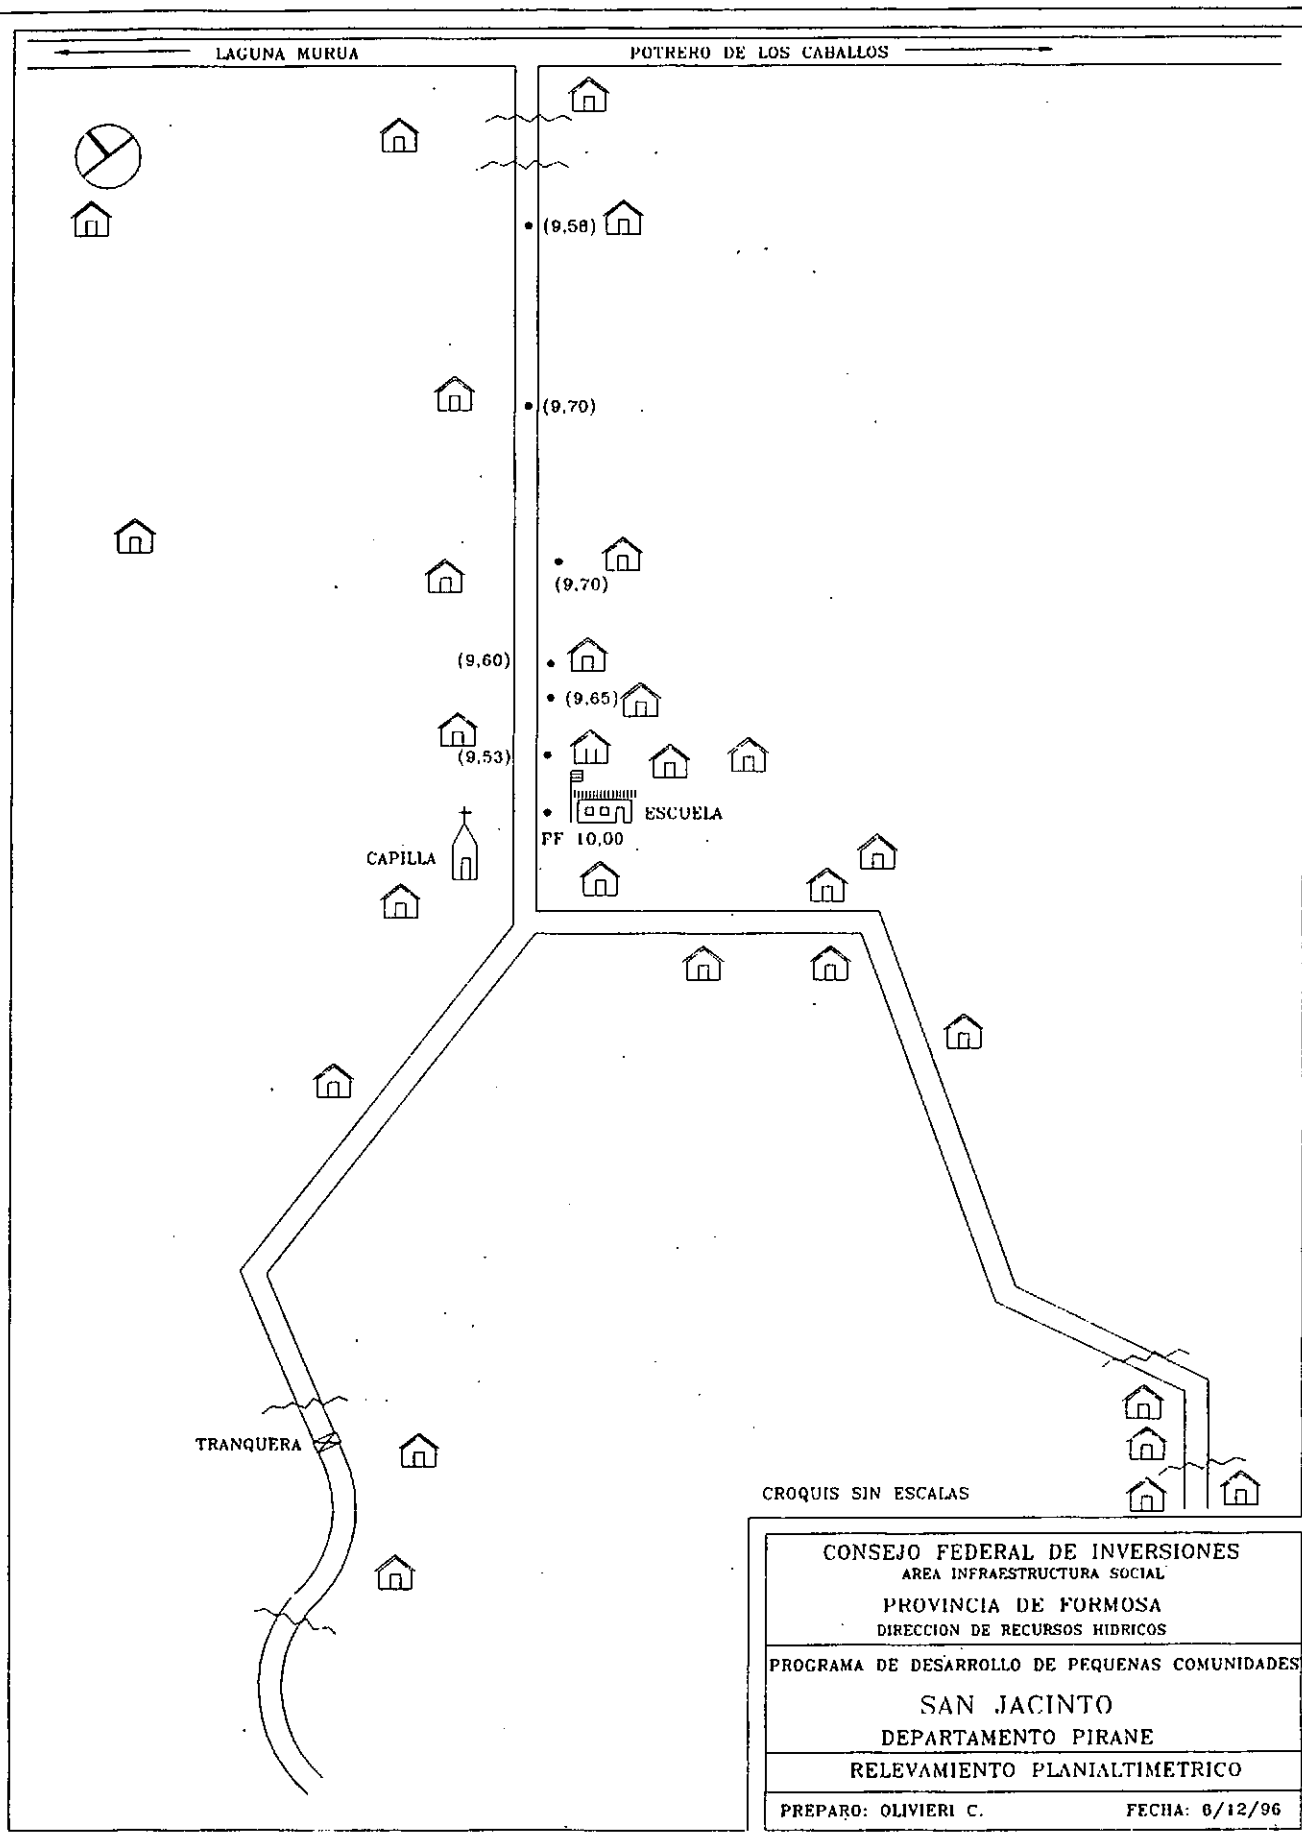 LAGUNA MURUA
POTRERO DE LOS CABALLOS
(9,58)
(9,70)
(9,70)
(9,60)
(9,65)
(9,53)
ESCUELA
PF 10,00
CAPILLA
TRANQUERA
CROQUIS SIN ESCALAS
CONSEJO FEDERAL DE INVERSIONES
AREA INFRAESTRUCTURA SOCIAL
PROVINCIA DE FORMOSA
DIRECCION DE RECURSOS HIDRICOS
PROGRAMA DE DESARROLLO DE PEQUENAS COMUNIDADES
SAN JACINTO
DEPARTAMENTO PIRANE
RELEVAMIENTO PLANIALTIMETRICO
PREPARO: OLIVIERI C.
FECHA: 6/12/96